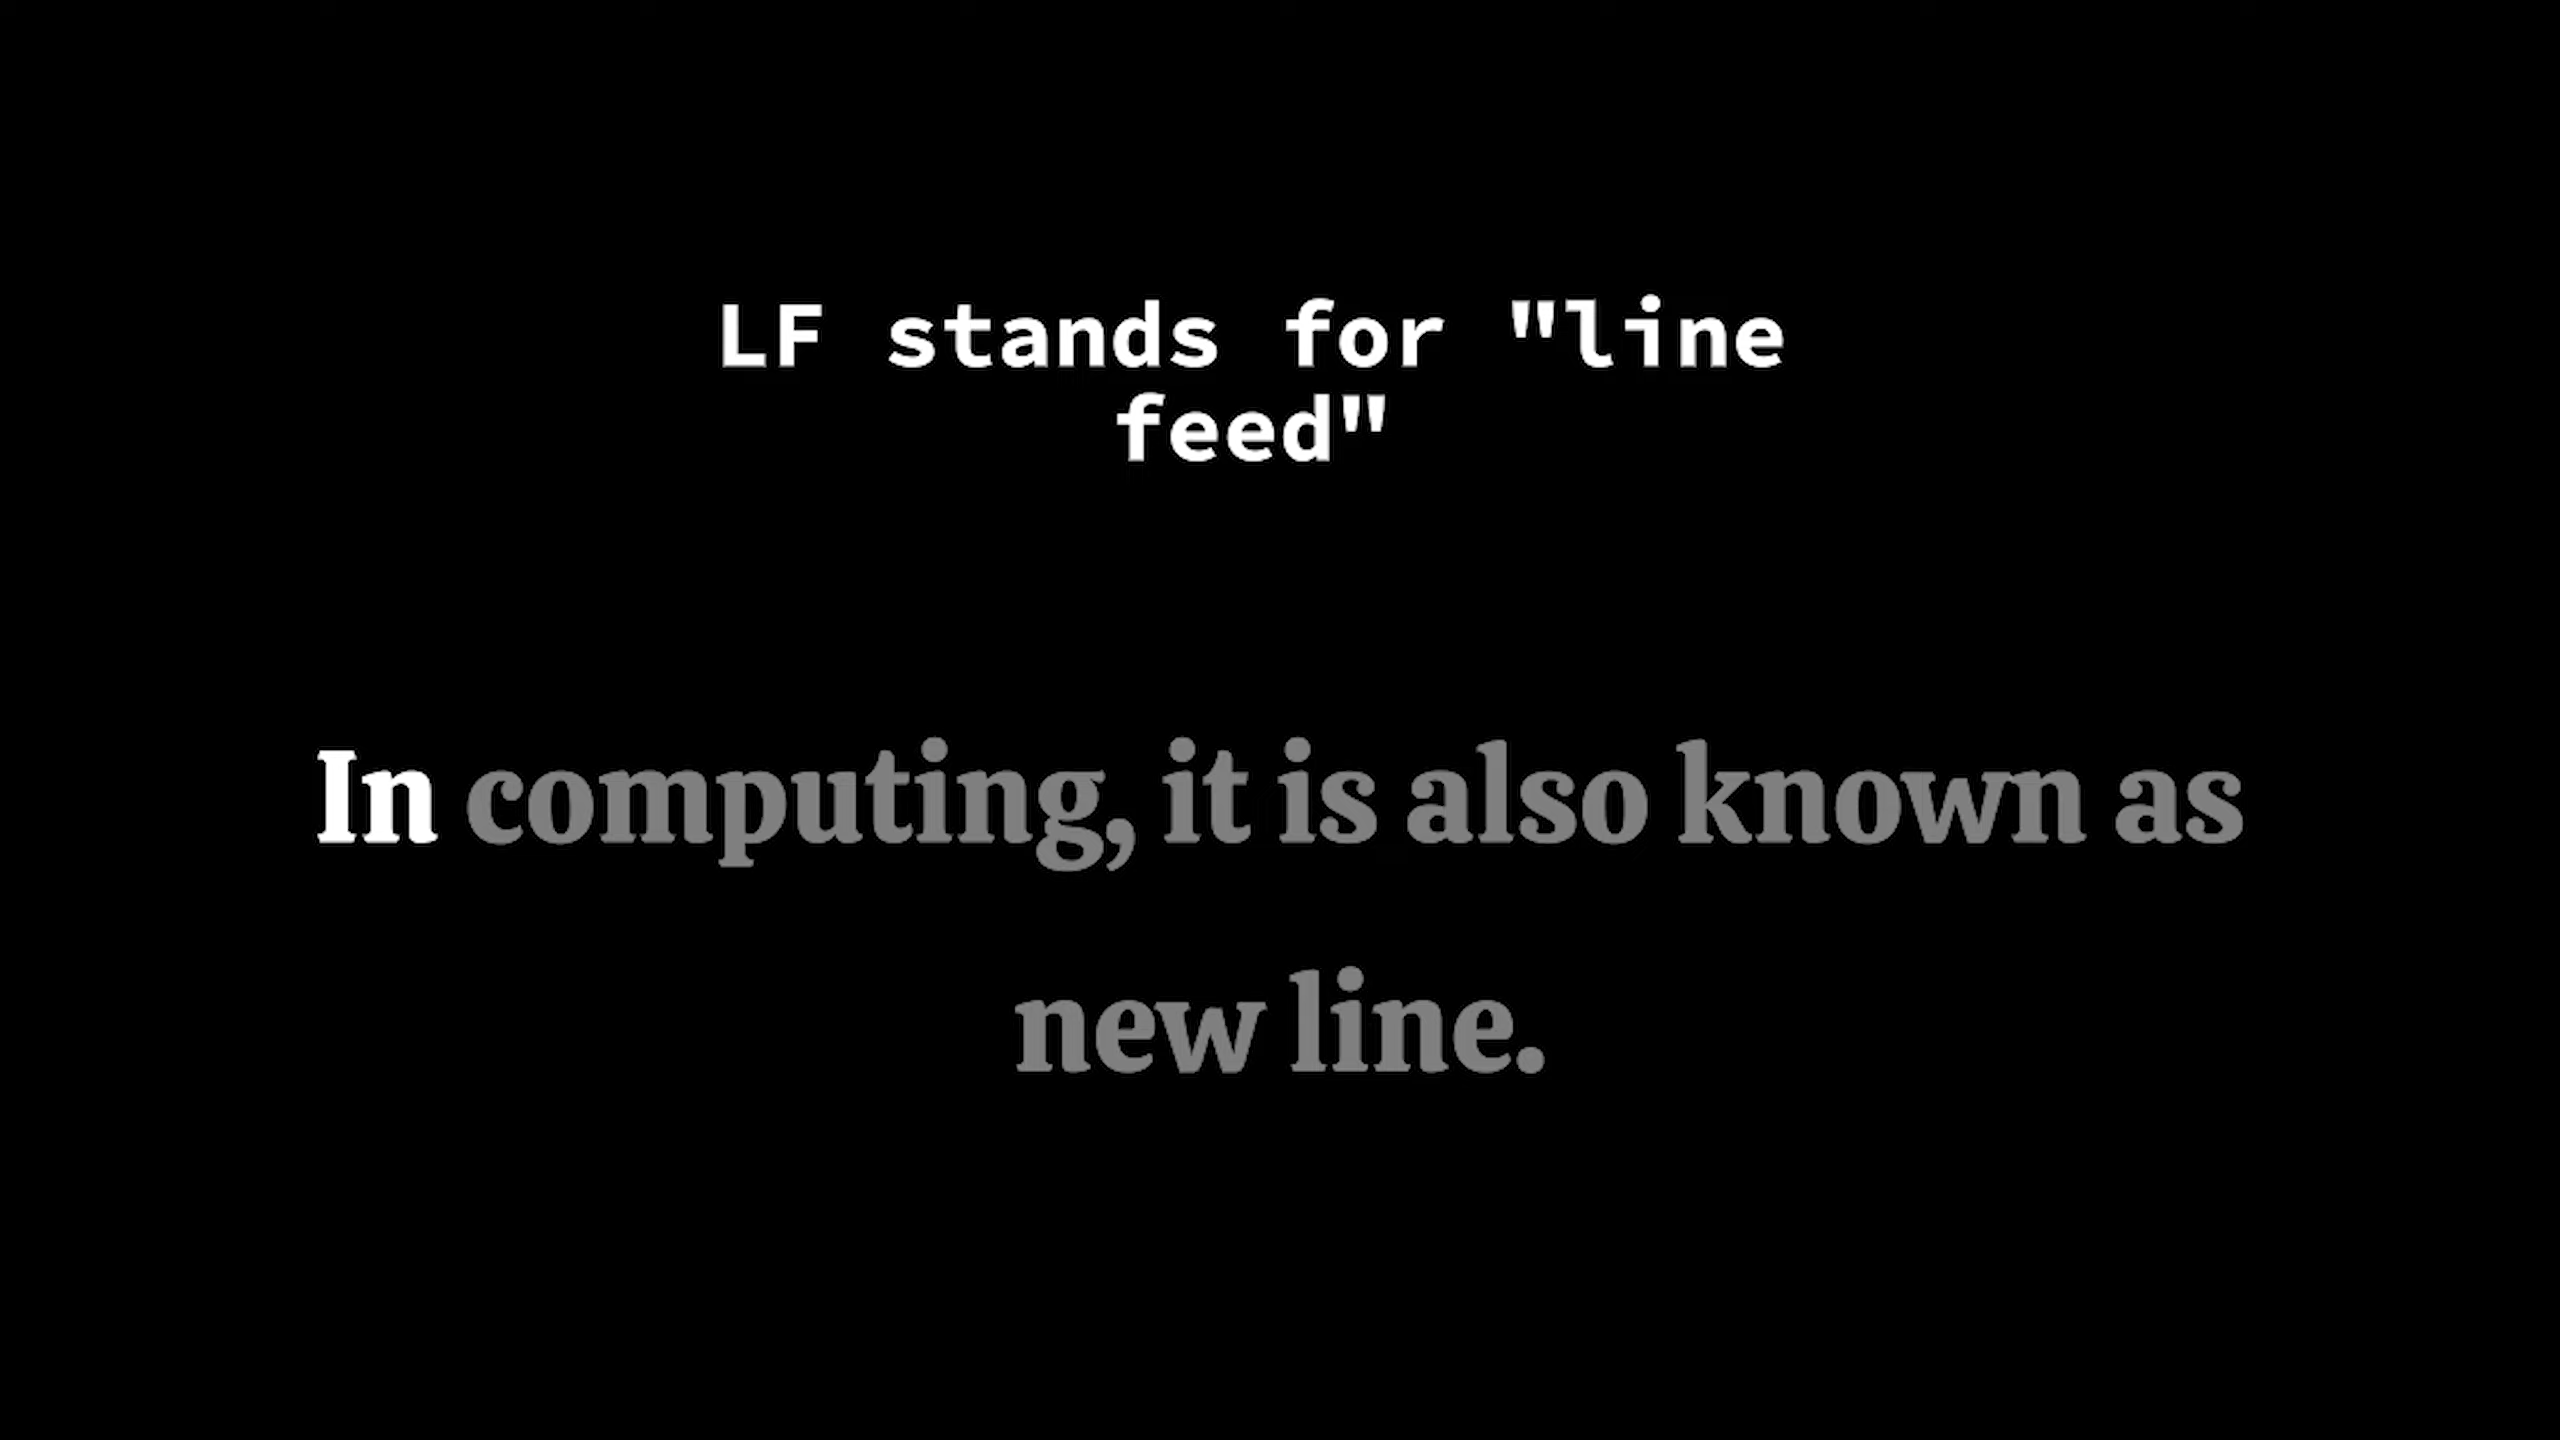 LF stands for "line
feed"
In computing, it is also known as
new line.